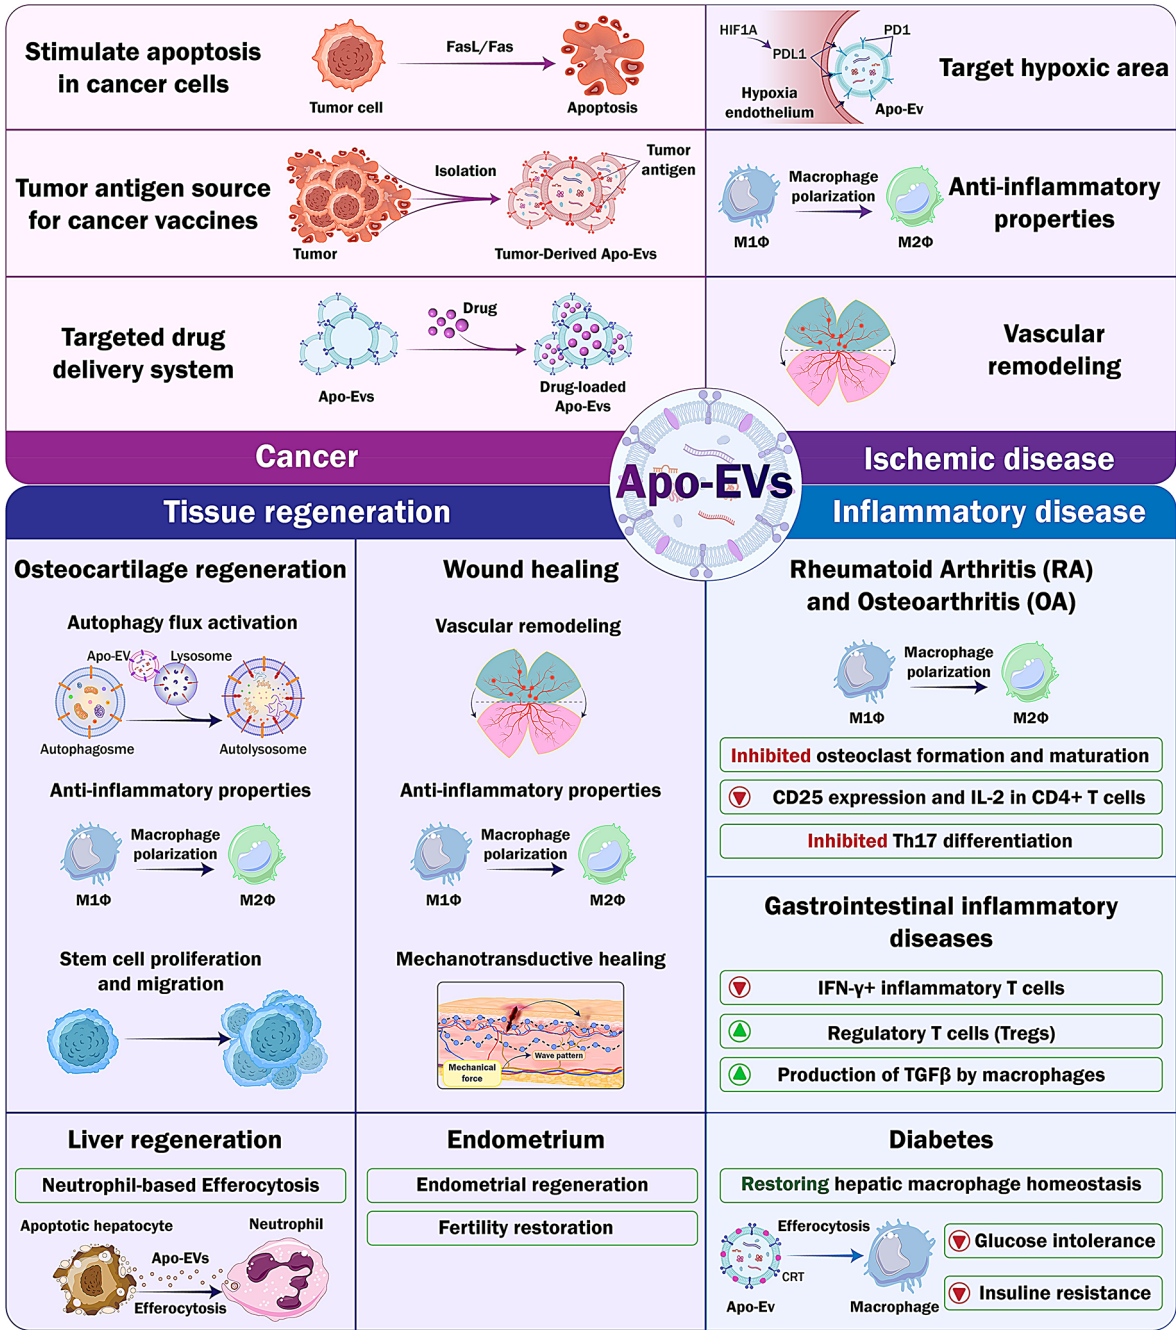 Stimulate apoptosis
in cancer cells
FasL/Fas
Tumor cell
Apoptosis
Tumor antigen source
for cancer vaccines
Isolation
Tumor
antigen
Tumor
Tumor-Derived Apo-Evs
Targeted drug
delivery system
Drug
Apo-Evs
Drug-loaded
Apo-Evs
Cancer
HIF1A
PD1
PDL1
Hypoxia
endothelium
Apo-Ev
Target hypoxic area
Macrophage
polarization
M1Φ
M2Φ
Anti-inflammatory
properties
Vascular
remodeling
Ischemic disease
Apo-EVs
Tissue regeneration
Osteocartilage regeneration
Autophagy flux activation
Apo-EV
Lysosome
Autophagosme
Autolysosome
Anti-inflammatory properties
Macrophage
polarization
M1Φ
M2Φ
Stem cell proliferation
and migration
Wound healing
Vascular remodeling
Anti-inflammatory properties
Macrophage
polarization
M1Φ
M2Φ
Mechanotransductive healing
Mechanical
force
Wave pattern
Liver regeneration
Neutrophil-based Efferocytosis
Apoptotic hepatocyte
Neutrophil
Apo-EVs
Efferocytosis
Endometrium
Endometrial regeneration
Fertility restoration
Inflammatory disease
Rheumatoid Arthritis (RA)
and Osteoarthritis (OA)
Macrophage
polarization
M1Φ
M2Φ
Inhibited osteoclast formation and maturation
CD25 expression and IL-2 in CD4+ T cells
Inhibited Th17 differentiation
Gastrointestinal inflammatory
diseases
IFN-γ+ inflammatory T cells
Regulatory T cells (Tregs)
Production of TGFβ by macrophages
Diabetes
Restoring hepatic macrophage homeostasis
Efferocytosis
CRT
Apo-Ev
Macrophage
Glucose intolerance
Insuline resistance